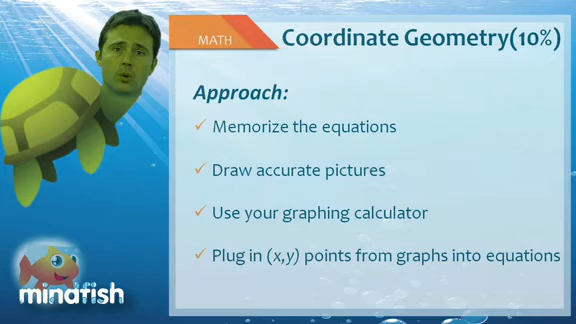 MATH
Coordinate Geometry(10%)
Approach:
✓ Memorize the equations
✓ Draw accurate pictures
✓ Use your graphing calculator
✓ Plug in (x,y) points from graphs into equations
mindfish